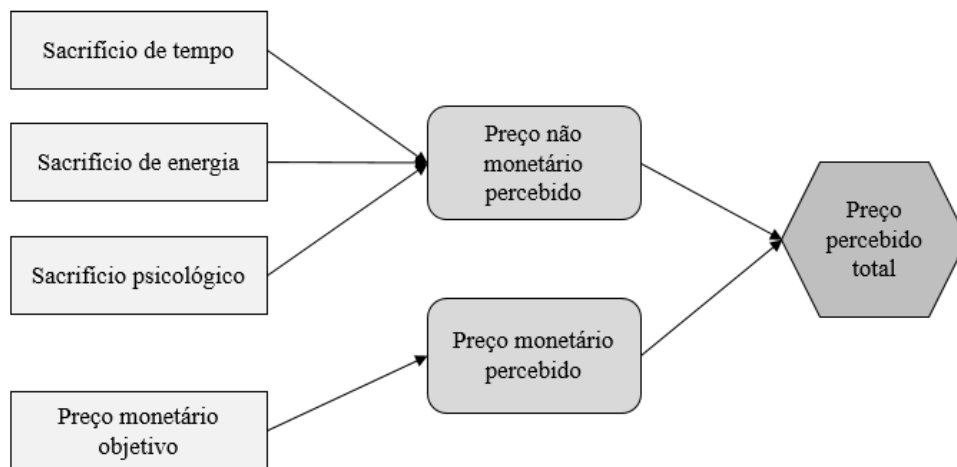 Sacrifício de tempo
Sacrifício de energia
Sacrifício psicológico
Preço monetário
objetivo
Preço não
monetário
percebido
Preço monetário
percebido
Preço
percebido
total